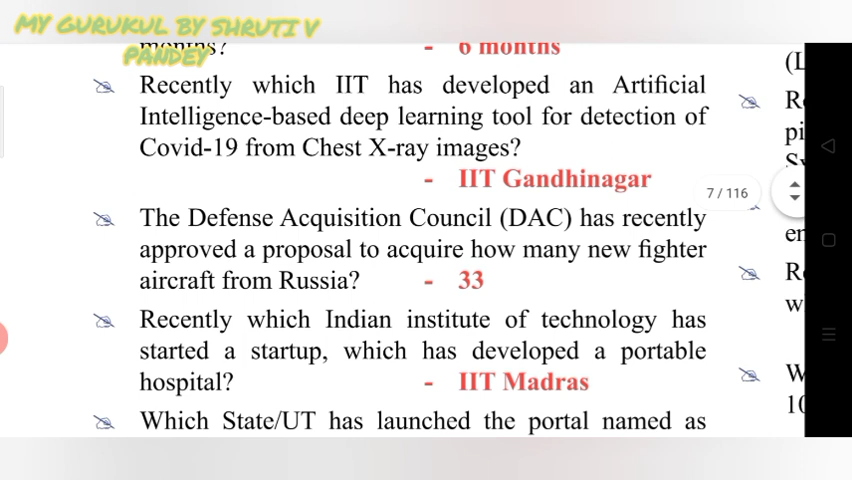 MY GURUKUL BY SHRUTI V
PANDEY
months?
- 6 months
Recently which IIT has developed an Artificial
Intelligence-based deep learning tool for detection of
Covid-19 from Chest X-ray images?
- IIT Gandhinagar
7 / 116
The Defense Acquisition Council (DAC) has recently
approved a proposal to acquire how many new fighter
aircraft from Russia? - 33
Recently which Indian institute of technology has
started a startup, which has developed a portable
hospital? - IIT Madras
Which State/UT has launched the portal named as
(L
pi
en
w
10